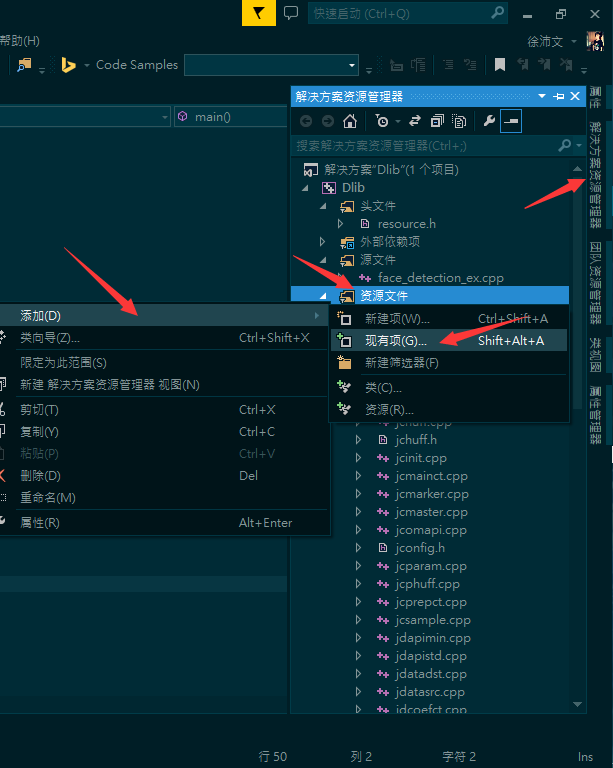 快速启动 (Ctrl+Q)
帮助(H)
徐沛文
Code Samples
解决方案资源管理器
main()
搜索解决方案资源管理器(Ctrl+;)
解决方案"Dlib"(1 个项目)
Dlib
头文件
resource.h
外部依赖项
源文件
face_detection_ex.cpp
资源文件
添加(D)
类向导(Z)... Ctrl+Shift+X
限定为此范围(S)
新建 解决方案资源管理器 视图(N)
剪切(T) Ctrl+X
复制(Y) Ctrl+C
粘贴(P) Ctrl+V
删除(D) Del
重命名(M)
属性(R) Alt+Enter
新建项(W)... Ctrl+Shift+A
现有项(G)... Shift+Alt+A
新建筛选器(F)
类(C)...
资源(R)...
jchuff.cpp
jchuff.h
jcinit.cpp
jcmainct.cpp
jcmarker.cpp
jcmaster.cpp
jcomapi.cpp
jconfig.h
jcparam.cpp
jcphuff.cpp
jcprepct.cpp
jcsample.cpp
jdapimin.cpp
jdapistd.cpp
jdatadst.cpp
jdatasrc.cpp
jdcoefct.cpp
属性
解决方案资源管理器
团队资源管理器
类视图
属性管理器
行 50
列 2
字符 2
Ins